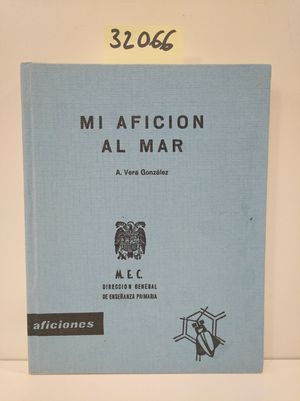 32066
MI AFICION
AL MAR
A. Vera González
M. E. C.
DIRECCION GENERAL
DE ENSEÑANZA PRIMARIA
aficiones